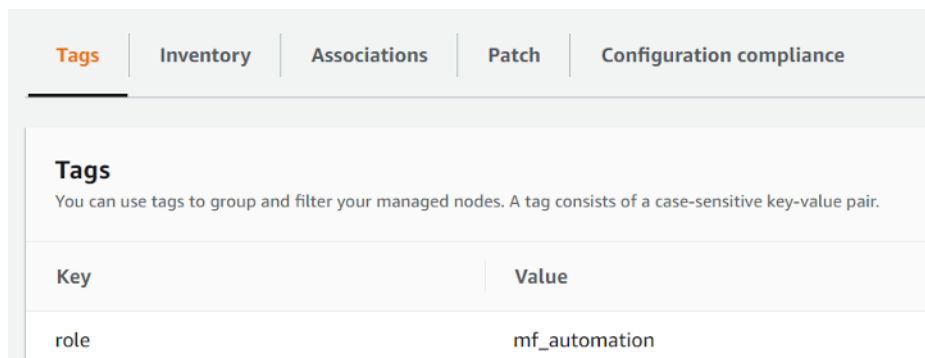 Tags Inventory Associations Patch Configuration compliance
Tags
You can use tags to group and filter your managed nodes. A tag consists of a case-sensitive key-value pair.
Key Value
role mf_automation